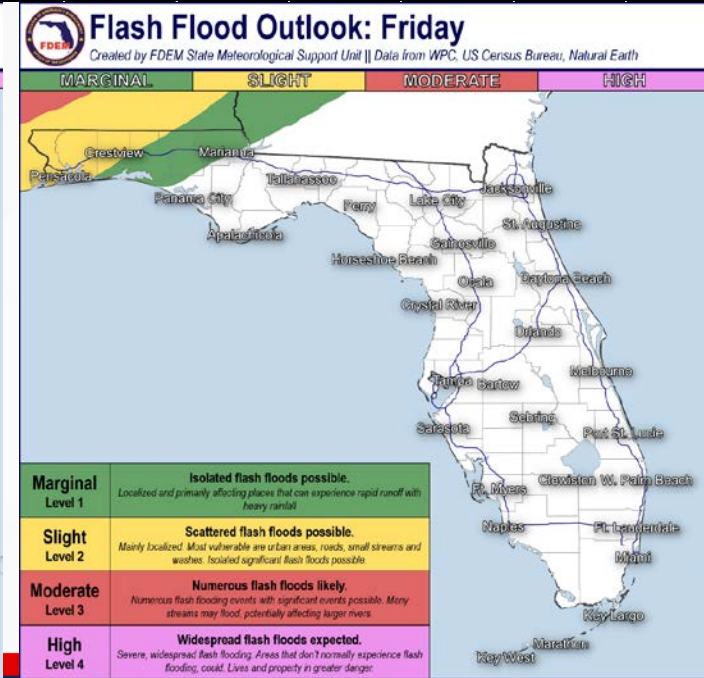 Flash Flood Outlook: Friday
Created by FDEM State Meteorological Support Unit || Data from WPC, US Census Bureau, Natural Earth
FDEM
MARGINAL SLIGHT MODERATE HIGH
Crestview
Marianna
Pensacola
Tallahassee
Jacksonville
Panama City
Perry
Lake City
St. Augustine
Apalachicola
Gainesville
Horseshoe Beach
Ocala
Daytona Beach
Crystal River
Orlando
Melbourne
Tampa
Bartow
Sebring
Sarasota
Port St. Lucie
Clewiston
W. Palm Beach
Ft. Myers
Naples
Ft. Lauderdale
Miami
Key Largo
Marathon
Key West
Marginal
Level 1
Isolated flash floods possible.
Localized and primarily affecting places that can experience rapid runoff with
heavy rainfall
Slight
Level 2
Scattered flash floods possible.
Mainly localized. Most vulnerable are urban areas, roads, small streams and
washes. Isolated significant flash floods possible.
Moderate
Level 3
Numerous flash floods likely.
Numerous flash flooding events with significant events possible. Many
streams may flood, potentially affecting larger rivers.
High
Level 4
Widespread flash floods expected.
Severe, widespread flash flooding. Areas that don't normally experience flash
flooding, could. Lives and property in greater danger.